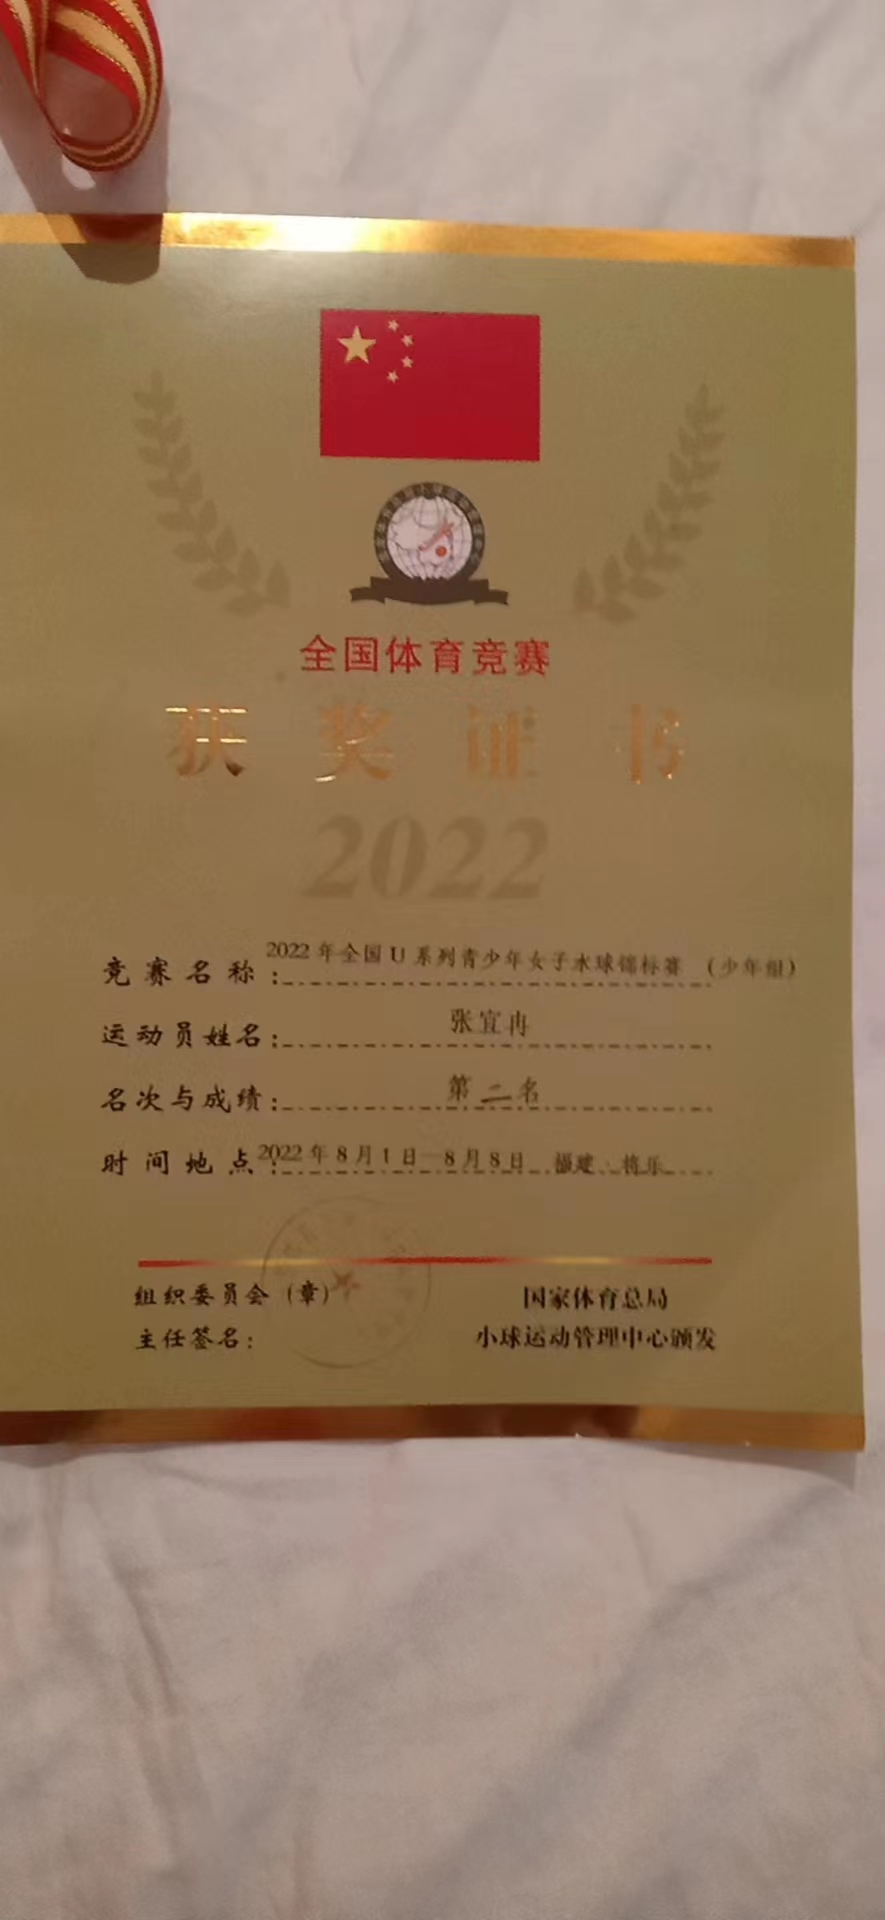 全国体育竞赛
获奖证书
2022
竞赛名称: 2022年全国U系列青少年女子水球锦标赛 (少年组)
运动员姓名: 张宜冉
名次与成绩: 第二名
时间地点: 2022年8月1日—8月8日 福建·将乐
组织委员会(章)
主任签名:
国家体育总局
小球运动管理中心颁发